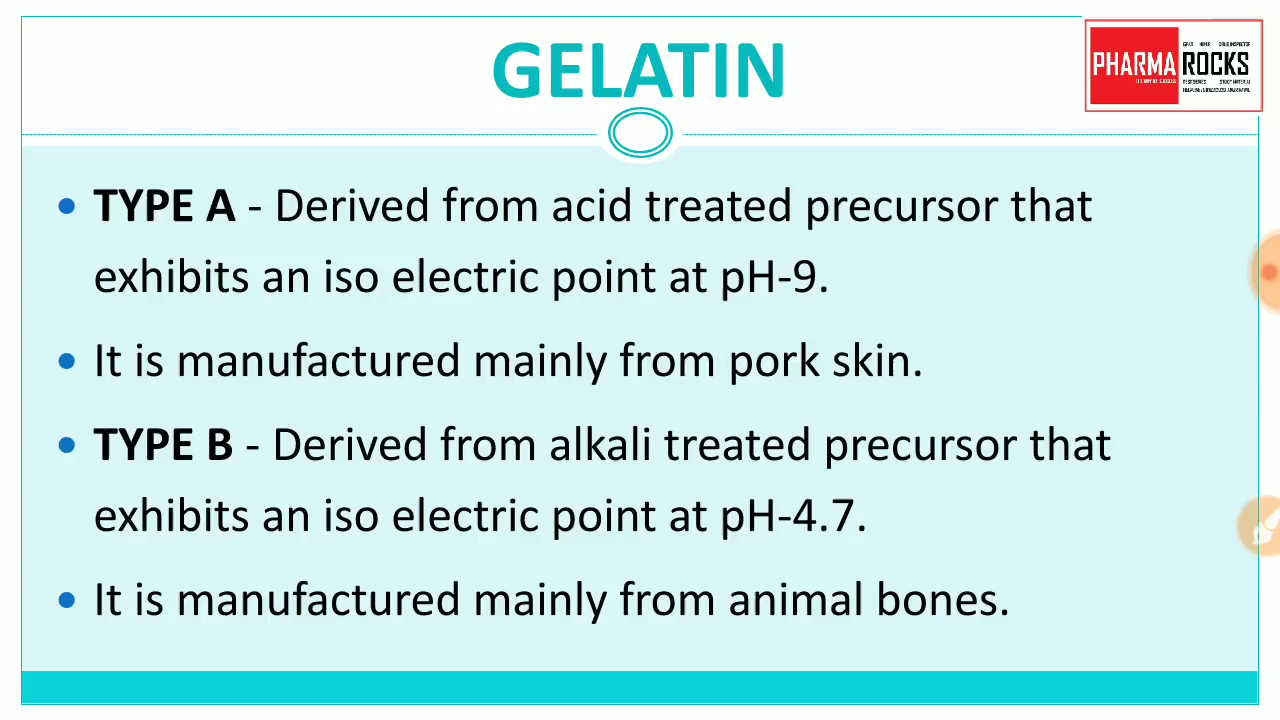 GELATIN
PHARMA ROCKS
• TYPE A - Derived from acid treated precursor that
exhibits an iso electric point at pH-9.
• It is manufactured mainly from pork skin.
• TYPE B - Derived from alkali treated precursor that
exhibits an iso electric point at pH-4.7.
• It is manufactured mainly from animal bones.